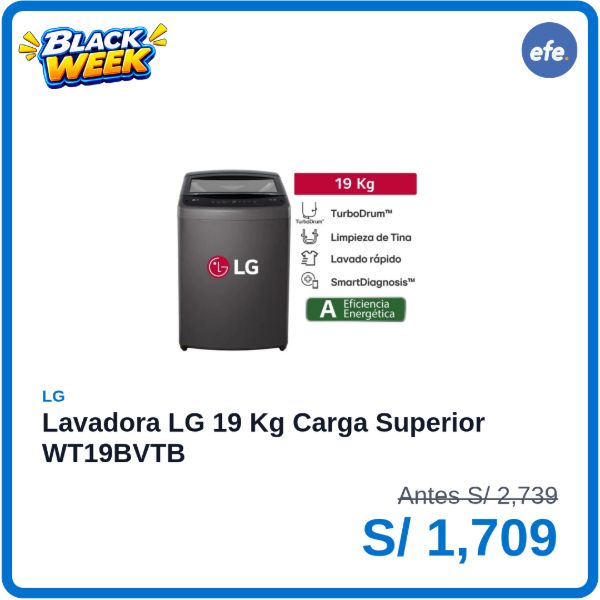 BLACK
WEEK
efe.
19 Kg
TurboDrum™
TurboDrum™
Limpieza de Tina
Lavado rápido
SmartDiagnosis™
A Eficiencia
Energética
LG
LG
Lavadora LG 19 Kg Carga Superior
WT19BVTB
Antes S/ 2,739
S/ 1,709